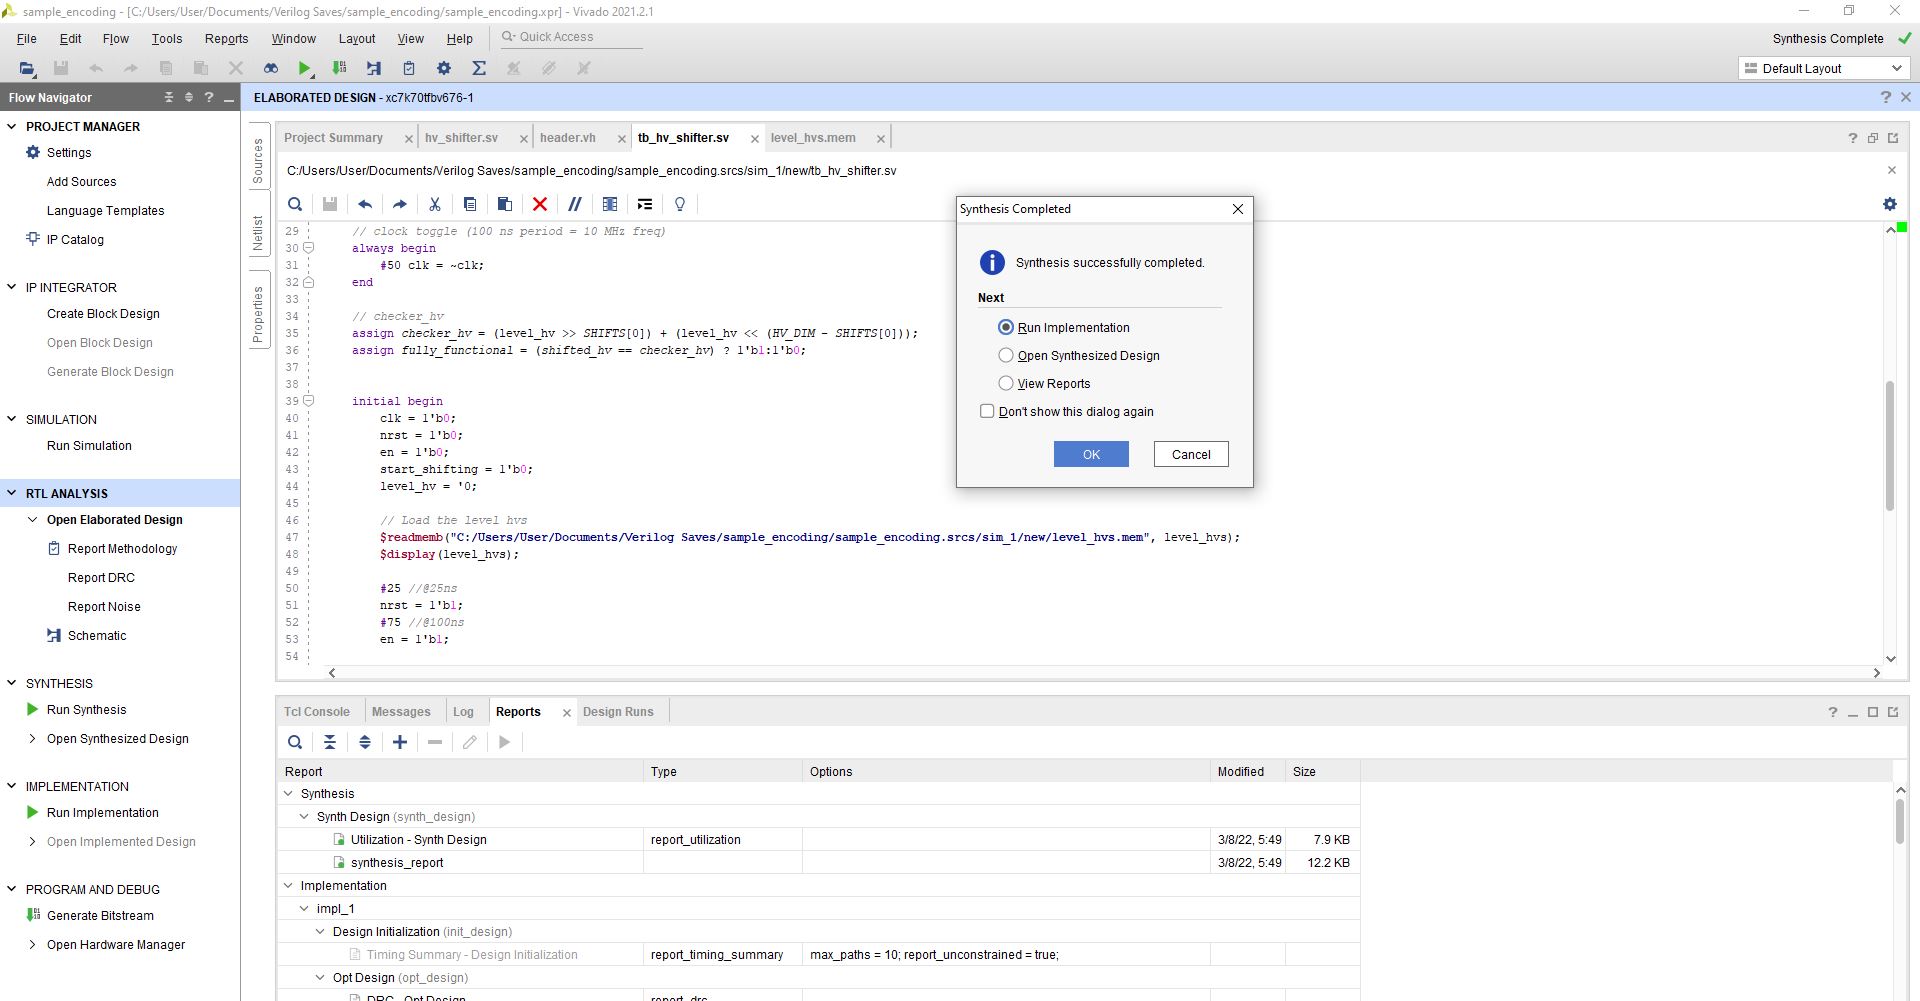 sample_encoding - [C:/Users/User/Documents/Verilog Saves/sample_encoding/sample_encoding.xpr] - Vivado 2021.2.1
File Edit Flow Tools Reports Window Layout View Help Quick Access
Synthesis Complete
Default Layout
Flow Navigator
PROJECT MANAGER
Settings
Add Sources
Language Templates
IP Catalog
IP INTEGRATOR
Create Block Design
Open Block Design
Generate Block Design
SIMULATION
Run Simulation
RTL ANALYSIS
Open Elaborated Design
Report Methodology
Report DRC
Report Noise
Schematic
SYNTHESIS
Run Synthesis
Open Synthesized Design
IMPLEMENTATION
Run Implementation
Open Implemented Design
PROGRAM AND DEBUG
Generate Bitstream
Open Hardware Manager
ELABORATED DESIGN - xc7k70tfbv676-1
Sources
Netlist
Properties
Project Summary hv_shifter.sv header.vh tb_hv_shifter.sv level_hvs.mem
C:/Users/User/Documents/Verilog Saves/sample_encoding/sample_encoding.srcs/sim_1/new/tb_hv_shifter.sv
29 // clock toggle (100 ns period = 10 MHz freq)
30 always begin
31 #50 clk = ~clk;
32 end
33
34 // checker_hv
35 assign checker_hv = (level_hv >> SHIFTS[0]) + (level_hv << (HV_DIM - SHIFTS[0]));
36 assign fully_functional = (shifted_hv == checker_hv) ? 1'b1:1'b0;
37
38
39 initial begin
40 clk = 1'b0;
41 nrst = 1'b0;
42 en = 1'b0;
43 start_shifting = 1'b0;
44 level_hv = '0;
45
46 // Load the level hvs
47 $readmemb("C:/Users/User/Documents/Verilog Saves/sample_encoding/sample_encoding.srcs/sim_1/new/level_hvs.mem", level_hvs);
48 $display(level_hvs);
49
50 #25 //@25ns
51 nrst = 1'b1;
52 #75 //@100ns
53 en = 1'b1;
54
Synthesis Completed
Synthesis successfully completed.
Next
Run Implementation
Open Synthesized Design
View Reports
Don't show this dialog again
OK Cancel
Tcl Console Messages Log Reports Design Runs
Report Type Options Modified Size
Synthesis
Synth Design (synth_design)
Utilization - Synth Design report_utilization 3/8/22, 5:49 7.9 KB
synthesis_report 3/8/22, 5:49 12.2 KB
Implementation
impl_1
Design Initialization (init_design)
Timing Summary - Design Initialization report_timing_summary max_paths = 10; report_unconstrained = true;
Opt Design (opt_design)
DRC - Opt Design report_drc